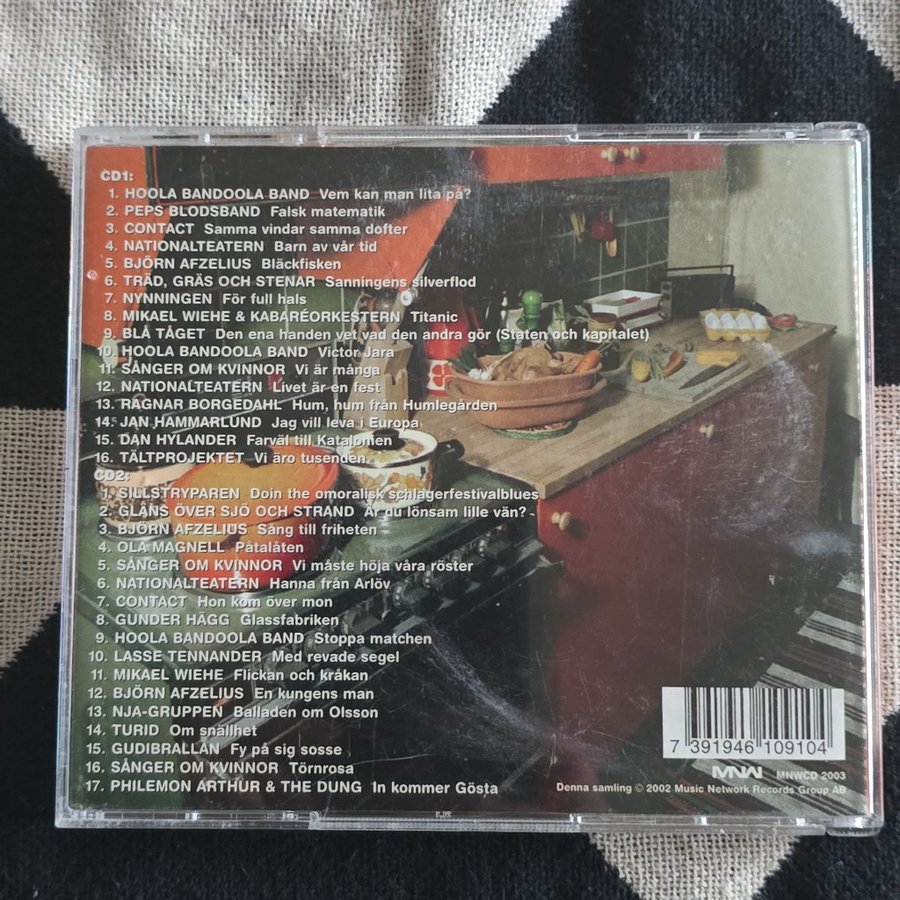 CD1:
1. HOOLA BANDOOLA BAND Vem kan man lita på?
2. PEPS BLODSBAND Falsk matematik
3. CONTACT Samma vindar samma dofter
4. NATIONALTEATERN Barn av vår tid
5. BJÖRN AFZELIUS Bläckfisken
6. TRÄD, GRÄS OCH STENAR Sanningens silverflod
7. NYNNINGEN För full hals
8. MIKAEL WIEHE & KABARÉORKESTERN Titanic
9. BLÅ TÅGET Den ena handen vet vad den andra gör (Staten och kapitalet)
10. HOOLA BANDOOLA BAND Victor Jara
11. SÅNGER OM KVINNOR Vi är många
12. NATIONALTEATERN Livet är en fest
13. RAGNAR BORGEDAHL Hum, hum från Humlegården
14. JAN HAMMARLUND Jag vill leva i Europa
15. DAN HYLANDER Farväl till Katalonien
16. TÄLTPROJEKTET Vi äro tusenden
CD2:
1. SILLSTRYPAREN Doin the omoralisk schlagerfestivalblues
2. GLÄNS ÖVER SJÖ OCH STRAND Är du lönsam lille vän?
3. BJÖRN AFZELIUS Sång till friheten
4. OLA MAGNELL Påtalåten
5. SÅNGER OM KVINNOR Vi måste höja våra röster
6. NATIONALTEATERN Hanna från Arlöv
7. CONTACT Hon kom över mon
8. GUNDER HÄGG Glassfabriken
9. HOOLA BANDOOLA BAND Stoppa matchen
10. LASSE TENNANDER Med revade segel
11. MIKAEL WIEHE Flickan och kråkan
12. BJÖRN AFZELIUS En kungens man
13. NJA-GRUPPEN Balladen om Olsson
14. TURID Om snällhet
15. GUDIBRALLAN Fy på sig sosse
16. SÅNGER OM KVINNOR Törnrosa
17. PHILEMON ARTHUR & THE DUNG In kommer Gösta
7 391946 109104
MNW MNWCD 2003
Denna samling © 2002 Music Network Records Group AB